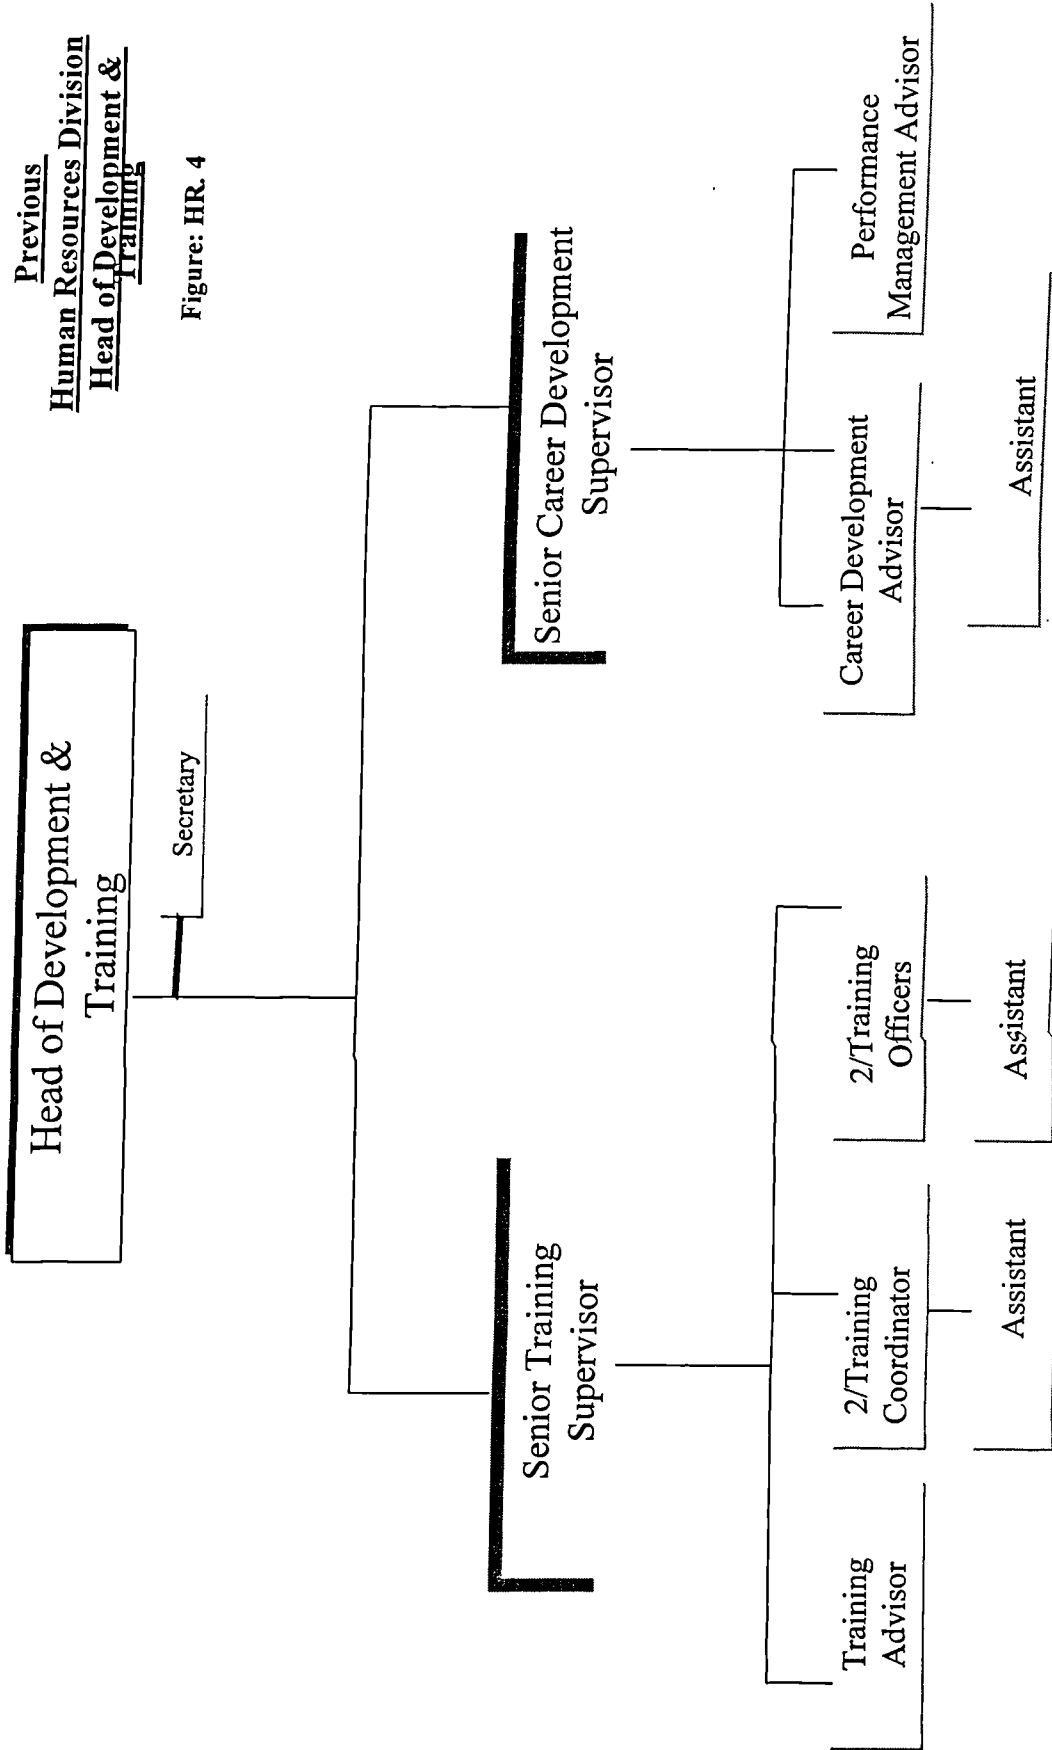 Previous
Human Resources Division
Head of Development &
Training
Figure: HR. 4
Head of Development &
Training
Secretary
Senior Training
Supervisor
Senior Career Development
Supervisor
Training
Advisor
2/Training
Coordinator
2/Training
Officers
Career Development
Advisor
Performance
Management Advisor
Assistant
Assistant
Assistant